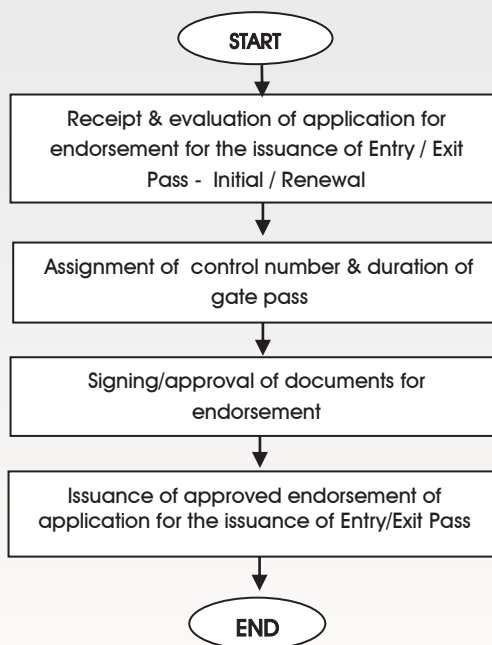 START
Receipt & evaluation of application for
endorsement for the issuance of Entry / Exit
Pass - Initial / Renewal
Assignment of control number & duration of
gate pass
Signing/approval of documents for
endorsement
Issuance of approved endorsement of
application for the issuance of Entry/Exit Pass
END